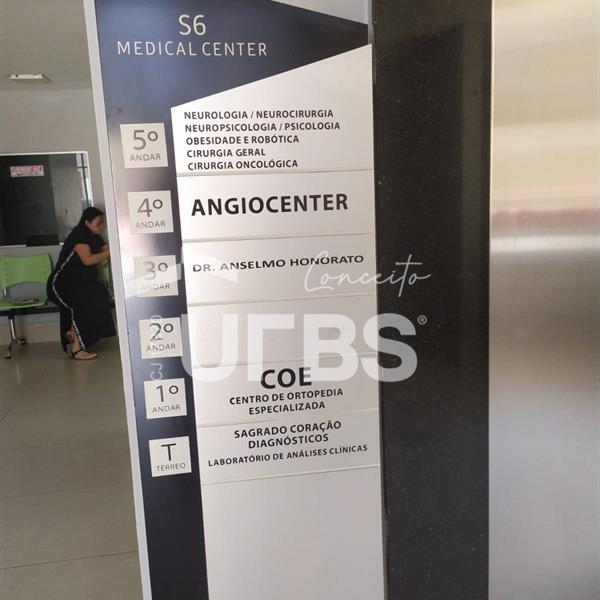 S6
MEDICAL CENTER
5º
ANDAR
NEUROLOGIA / NEUROCIRURGIA
NEUROPSICOLOGIA / PSICOLOGIA
OBESIDADE E ROBÓTICA
CIRURGIA GERAL
CIRURGIA ONCOLÓGICA
4º
ANDAR
ANGIOCENTER
3º
ANDAR
DR. ANSELMO HONORATO
Conceito
2º
ANDAR
URBS®
1º
ANDAR
COE
CENTRO DE ORTOPEDIA
ESPECIALIZADA
T
TÉRREO
SAGRADO CORAÇÃO
DIAGNÓSTICOS
LABORATÓRIO DE ANÁLISES CLÍNICAS